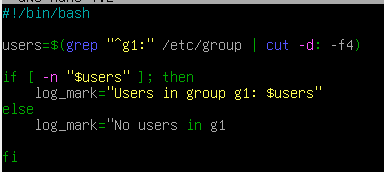 #!/bin/bash
users=$(grep "^g1:" /etc/group | cut -d: -f4)
if [ -n "$users" ]; then
    log_mark="Users in group g1: $users"
else
    log_mark="No users in g1
fi